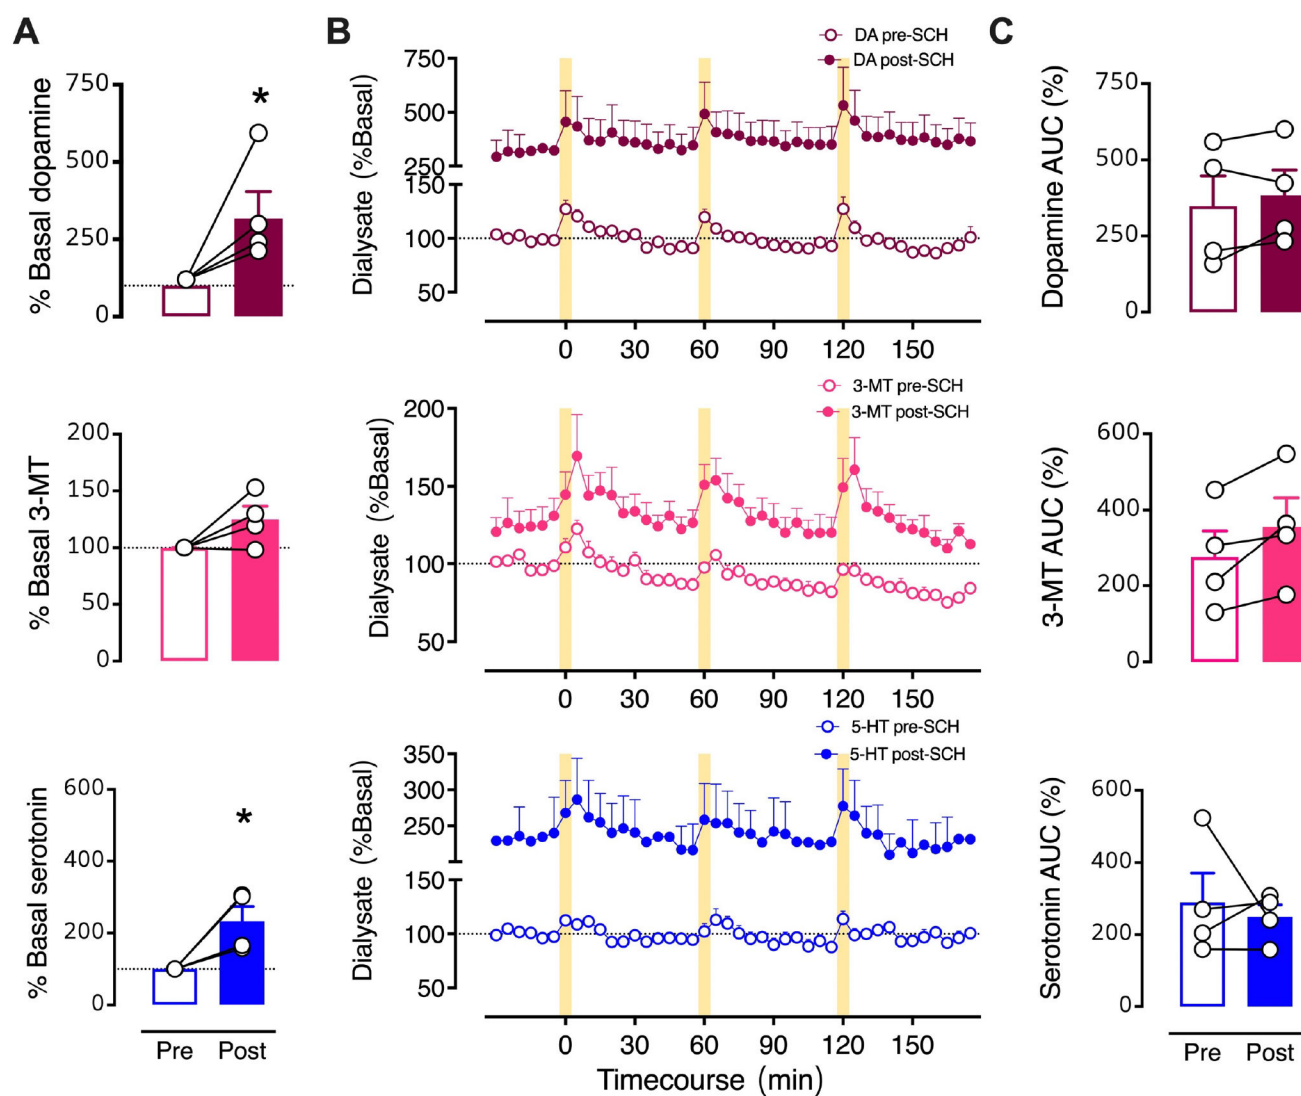 A
% Basal dopamine
750
500
250
0
*
B
DA pre-SCH
DA post-SCH
Dialysate (%Basal)
750
500
250
150
100
50
0 30 60 90 120 150
C
Dopamine AUC (%)
750
500
250
0
% Basal 3-MT
200
150
100
50
0
3-MT pre-SCH
3-MT post-SCH
Dialysate (%Basal)
200
150
100
50
0 30 60 90 120 150
3-MT AUC (%)
600
400
200
0
% Basal serotonin
600
400
200
0
*
Pre Post
5-HT pre-SCH
5-HT post-SCH
Dialysate (%Basal)
350
300
250
150
100
50
0 30 60 90 120 150
Timecourse (min)
Serotonin AUC (%)
600
400
200
0
Pre Post